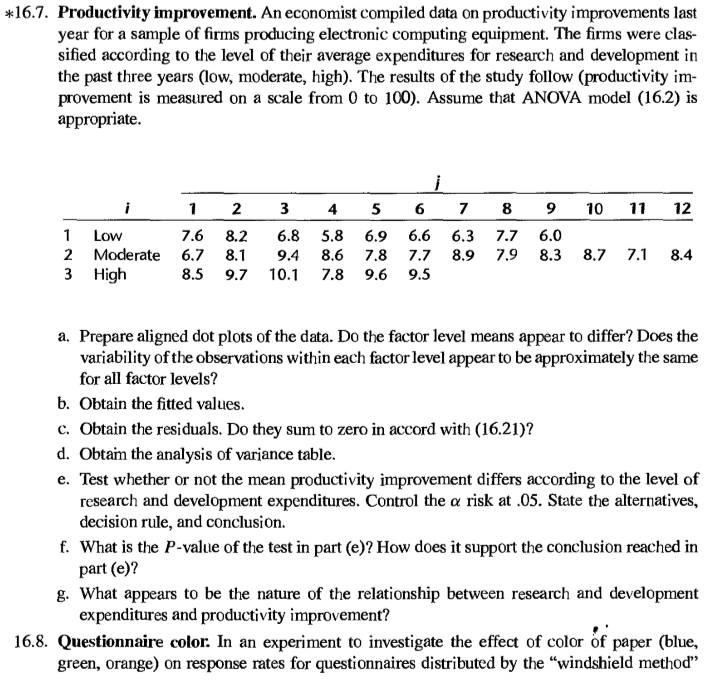 *16.7. Productivity improvement. An economist compiled data on productivity improvements last
year for a sample of firms producing electronic computing equipment. The firms were clas-
sified according to the level of their average expenditures for research and development in
the past three years (low, moderate, high). The results of the study follow (productivity im-
provement is measured on a scale from 0 to 100). Assume that ANOVA model (16.2) is
appropriate.
j
i 1 2 3 4 5 6 7 8 9 10 11 12
1 Low 7.6 8.2 6.8 5.8 6.9 6.6 6.3 7.7 6.0
2 Moderate 6.7 8.1 9.4 8.6 7.8 7.7 8.9 7.9 8.3 8.7 7.1 8.4
3 High 8.5 9.7 10.1 7.8 9.6 9.5
a. Prepare aligned dot plots of the data. Do the factor level means appear to differ? Does the
variability of the observations within each factor level appear to be approximately the same
for all factor levels?
b. Obtain the fitted values.
c. Obtain the residuals. Do they sum to zero in accord with (16.21)?
d. Obtain the analysis of variance table.
e. Test whether or not the mean productivity improvement differs according to the level of
research and development expenditures. Control the α risk at .05. State the alternatives,
decision rule, and conclusion.
f. What is the P-value of the test in part (e)? How does it support the conclusion reached in
part (e)?
g. What appears to be the nature of the relationship between research and development
expenditures and productivity improvement?
16.8. Questionnaire color. In an experiment to investigate the effect of color of paper (blue,
green, orange) on response rates for questionnaires distributed by the "windshield method"